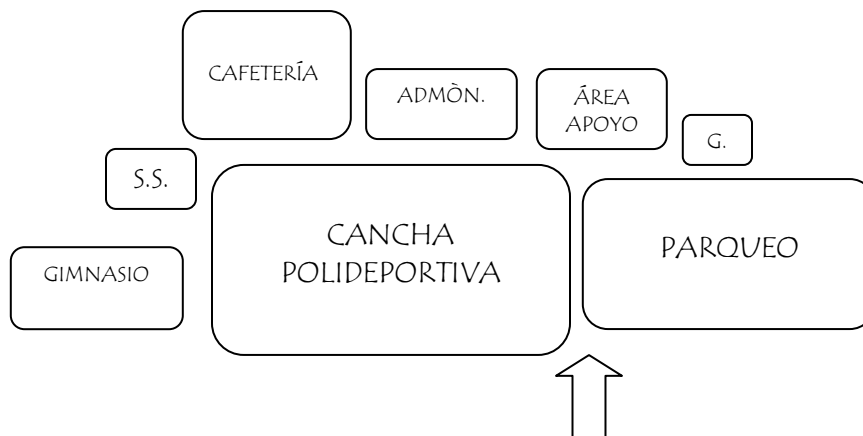 CAFETERÍA
ADMÒN.
ÁREA
APOYO
G.
S.S.
CANCHA
POLIDEPORTIVA
PARQUEO
GIMNASIO